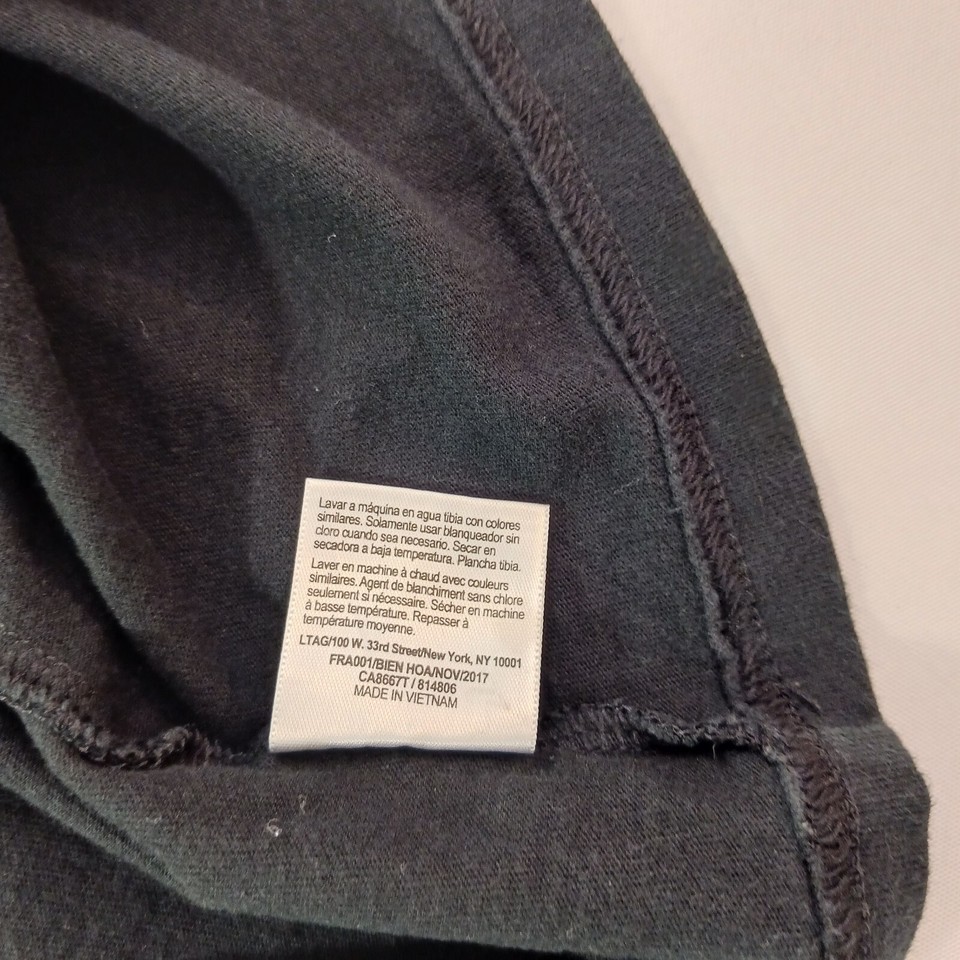 Lavar a máquina en agua tibia con colores
similares. Solamente usar blanqueador sin
cloro cuando sea necesario. Secar en
secadora a baja temperatura. Plancha tibia.
Laver en machine à chaud avec couleurs
similaires. Agent de blanchiment sans chlore
seulement si nécessaire. Sécher en machine
à basse température. Repasser à
température moyenne.
LTAG/100 W. 33rd Street/New York, NY 10001
FRA001/BIEN HOA/NOV/2017
CA8667T / 814806
MADE IN VIETNAM